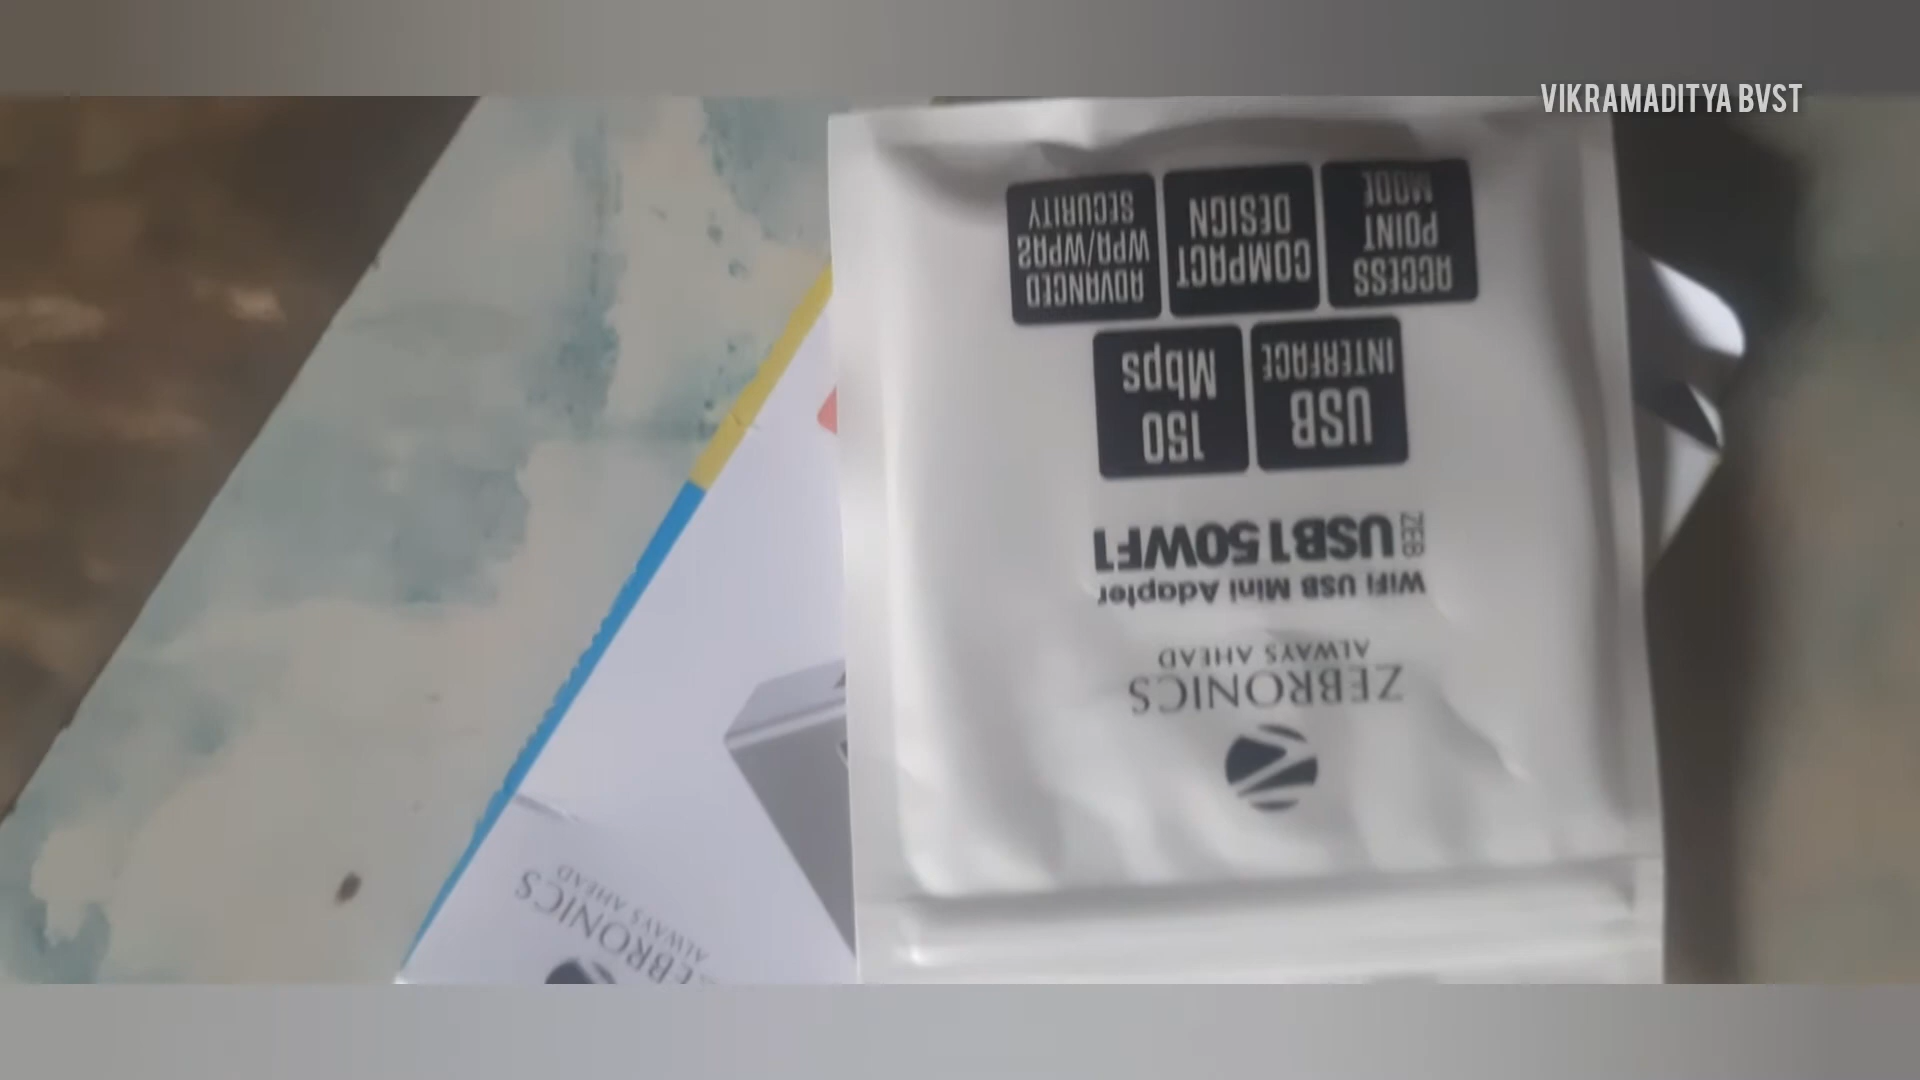 VIKRAMADITYA BVST
ZEBRONICS
ALWAYS AHEAD
WiFi USB Mini Adapter
ZEB USB150WF1
USB
INTERFACE
150
Mbps
ACCESS
POINT
MODE
COMPACT
DESIGN
ADVANCED
WPA/WPA2
SECURITY
ZEBRONICS
ALWAYS AHEAD